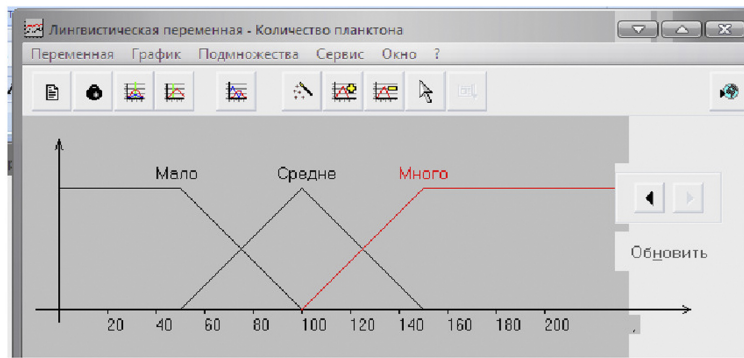 Лингвистическая переменная - Количество планктона
Переменная График Подмножества Сервис Окно ?
Мало Средне Много
Обновить
20 40 60 80 100 120 140 160 180 200